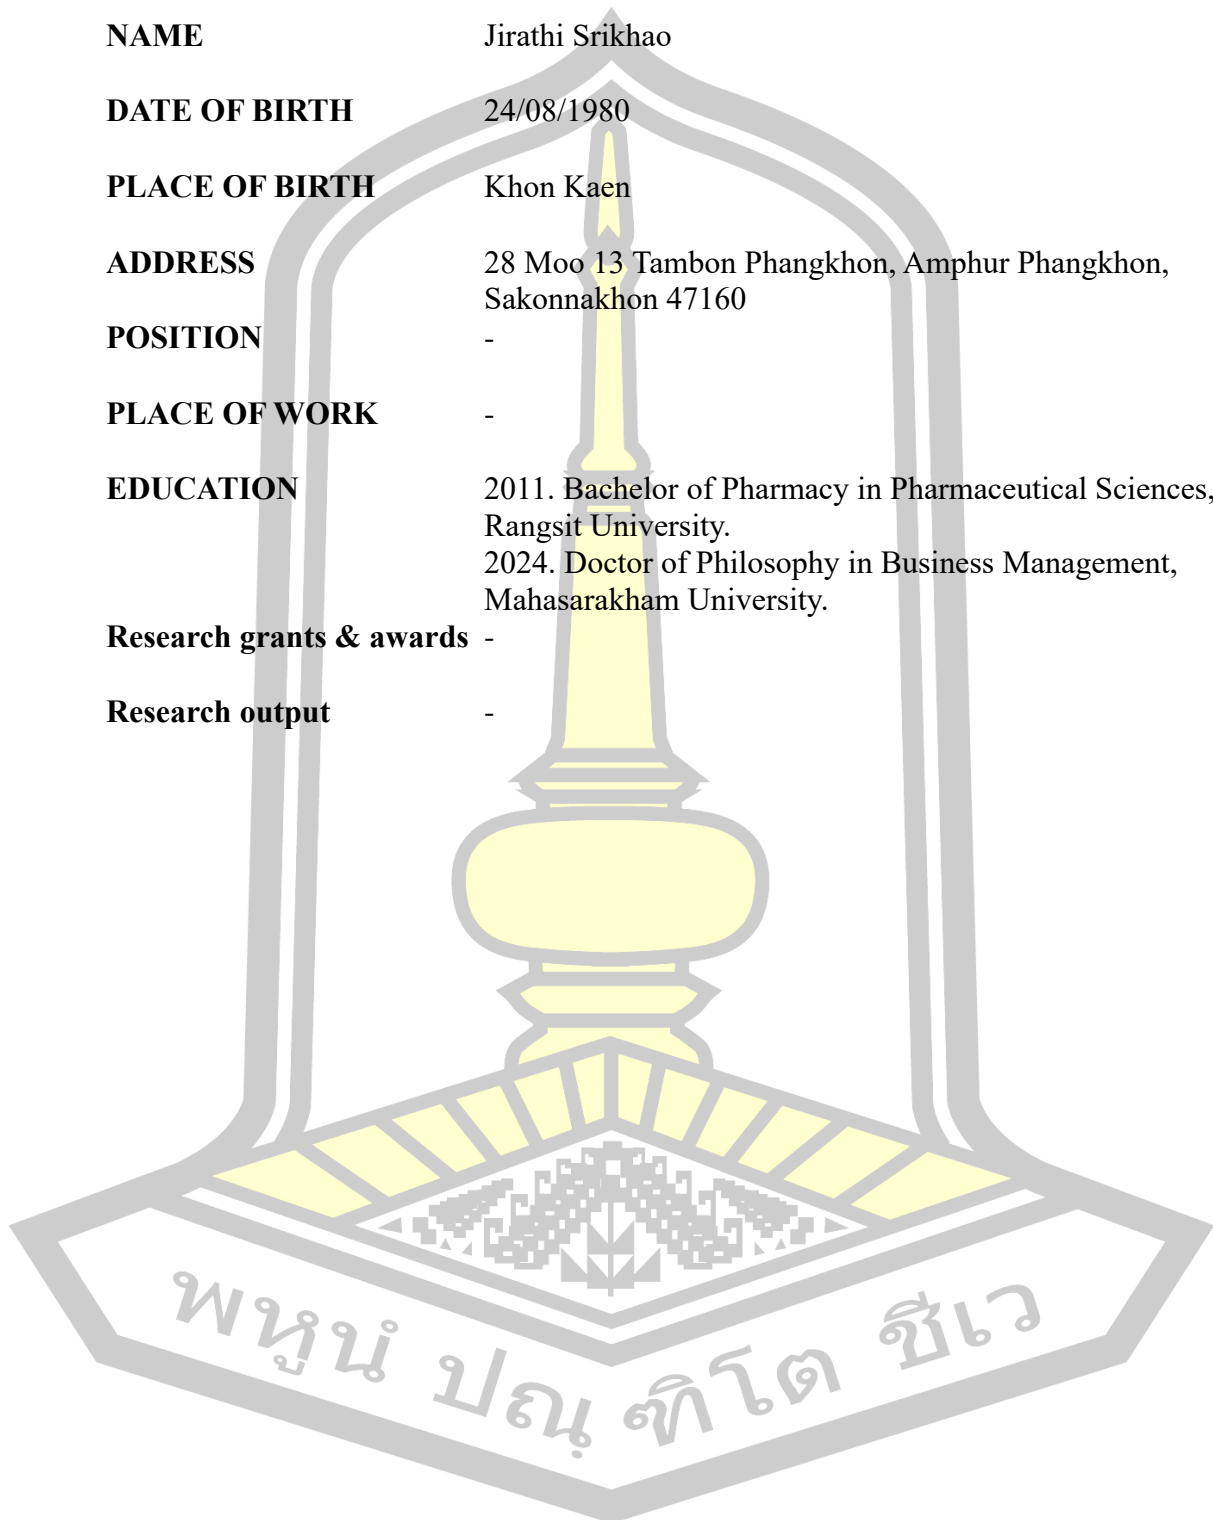 NAME Jirathi Srikhao
DATE OF BIRTH 24/08/1980
PLACE OF BIRTH Khon Kaen
ADDRESS 28 Moo 13 Tambon Phangkhon, Amphur Phangkhon,
Sakonnakhon 47160
POSITION -
PLACE OF WORK -
EDUCATION 2011. Bachelor of Pharmacy in Pharmaceutical Sciences,
Rangsit University.
2024. Doctor of Philosophy in Business Management,
Mahasarakham University.
Research grants & awards -
Research output -
พหูนํ ปณฺ ฑิโต ชีเว